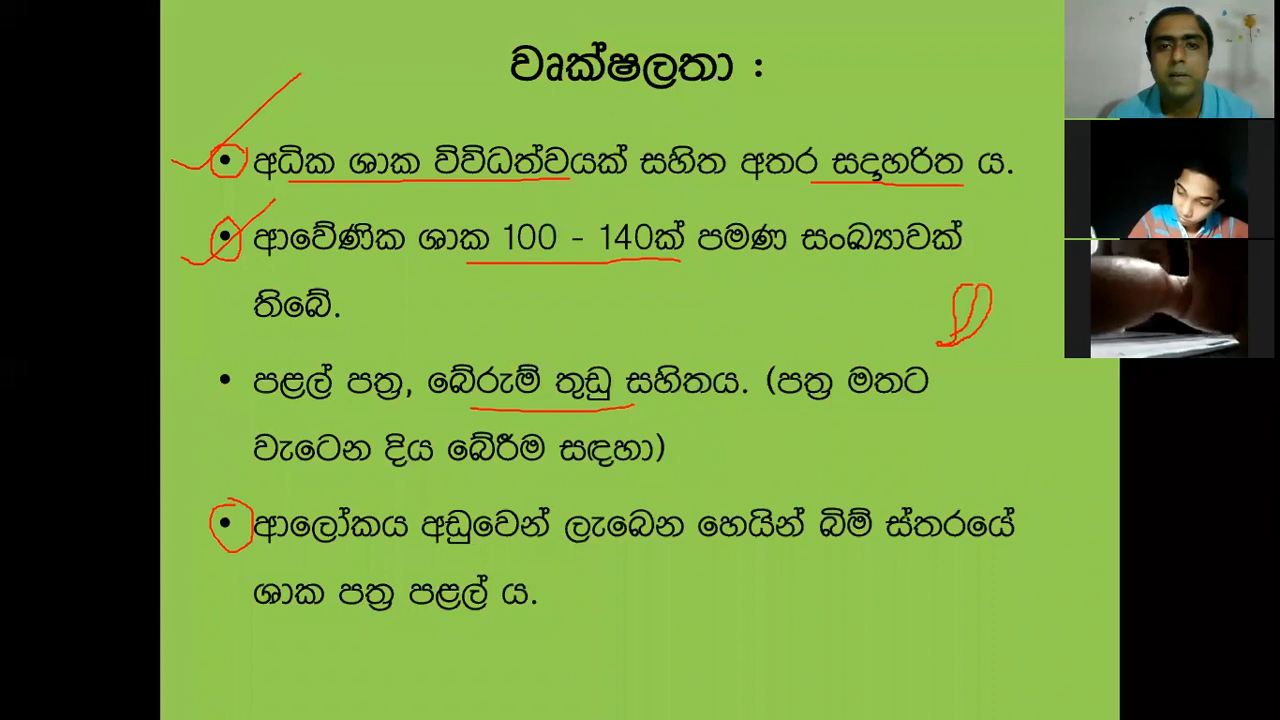 වෘක්ෂලතා :
• අධික ශාක විවිධත්වයක් සහිත අතර සදාහරිත ය.
• ආවේණික ශාක 100 - 140ක් පමණ සංඛ්‍යාවක්
තිබේ.
• පළල් පත්‍ර, බේරුම් තුඩු සහිතය. (පත්‍ර මතට
වැටෙන දිය බේරීම සඳහා)
• ආලෝකය අඩුවෙන් ලැබෙන හෙයින් බිම් ස්තරයේ
ශාක පත්‍ර පළල් ය.